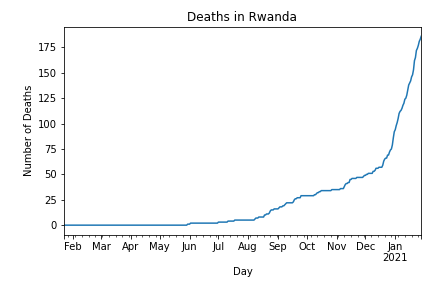 Deaths in Rwanda
Number of Deaths
175
150
125
100
75
50
25
0
Feb Mar Apr May Jun Jul Aug Sep Oct Nov Dec Jan
2021
Day